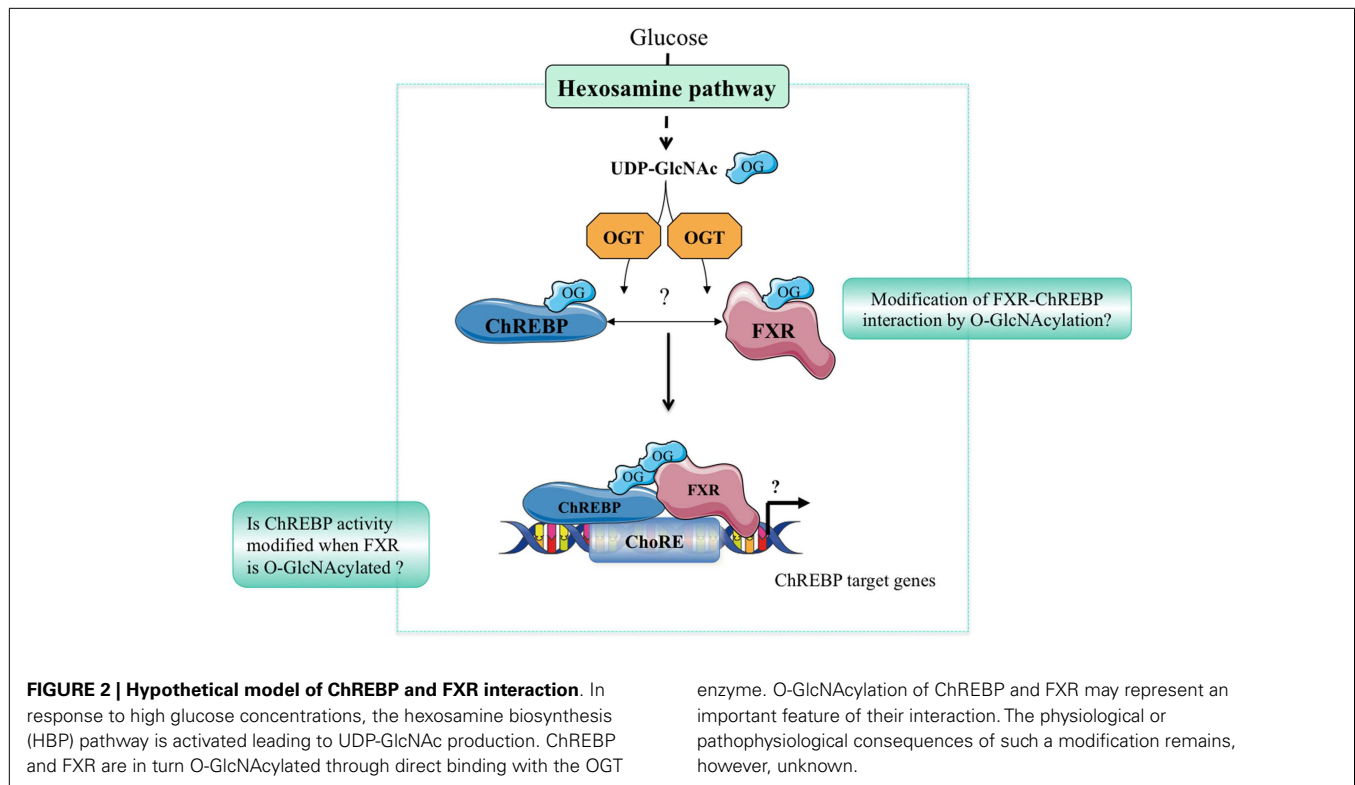 Glucose
Hexosamine pathway
UDP-GlcNAc
OG
OGT
OGT
OG
ChREBP
?
OG
FXR
Modification of FXR-ChREBP
interaction by O-GlcNAcylation?
OG
OG
ChREBP
FXR
?
ChoRE
ChREBP target genes
Is ChREBP activity
modified when FXR
is O-GlcNAcylated ?
FIGURE 2 | Hypothetical model of ChREBP and FXR interaction. In
response to high glucose concentrations, the hexosamine biosynthesis
(HBP) pathway is activated leading to UDP-GlcNAc production. ChREBP
and FXR are in turn O-GlcNAcylated through direct binding with the OGT
enzyme. O-GlcNAcylation of ChREBP and FXR may represent an
important feature of their interaction. The physiological or
pathophysiological consequences of such a modification remains,
however, unknown.